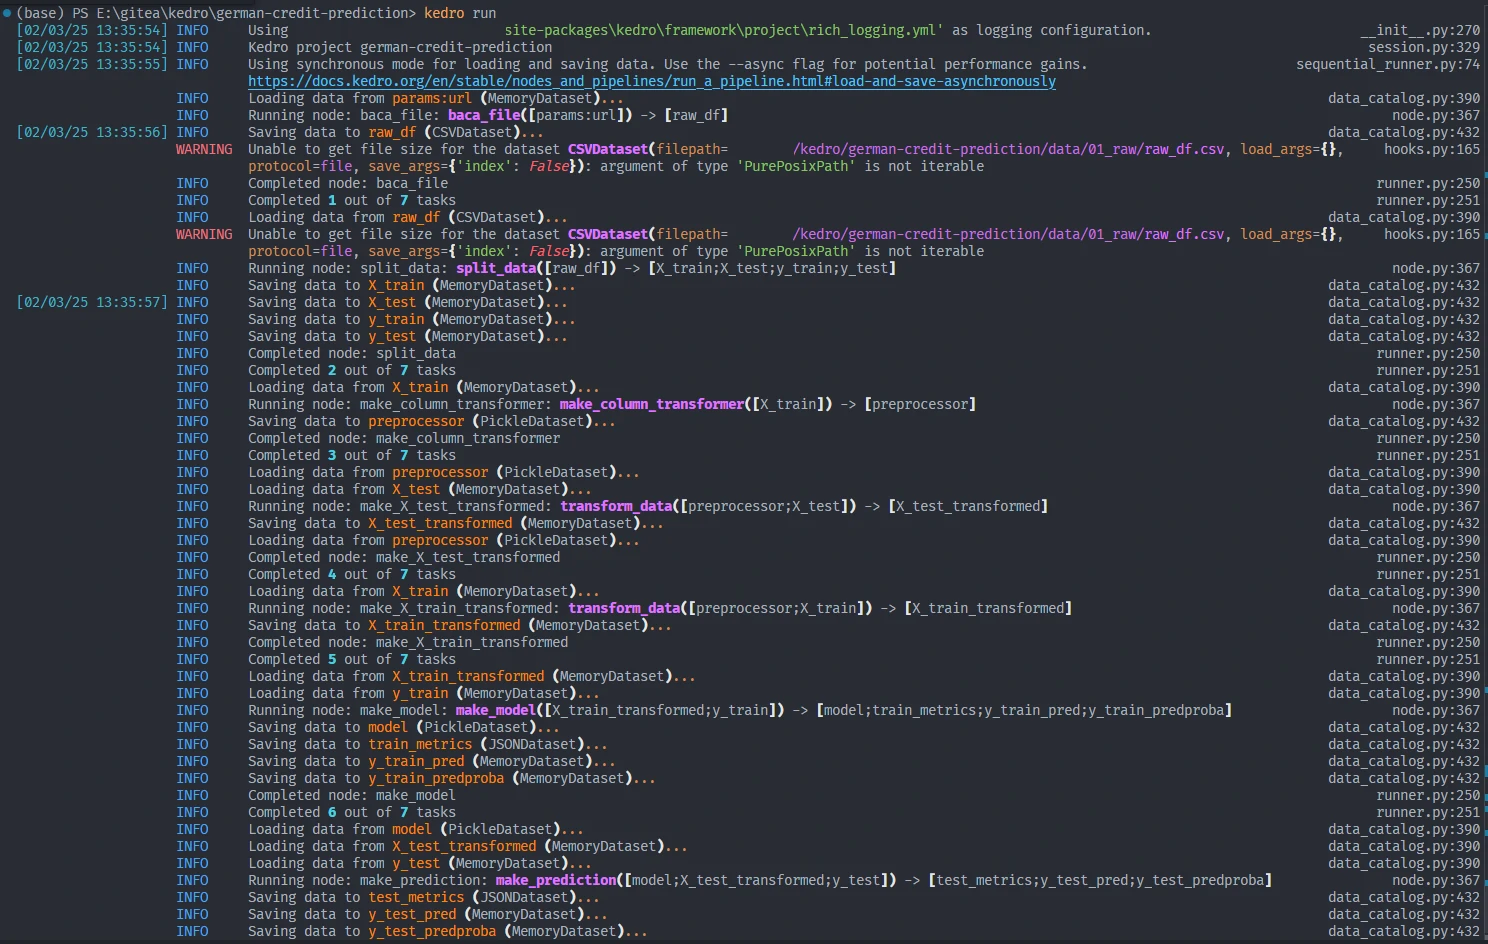 (base) PS E:\gitea\kedro\german-credit-prediction> kedro run
[02/03/25 13:35:54] INFO Using site-packages\kedro\framework\project\rich_logging.yml' as logging configuration. __init__.py:270
[02/03/25 13:35:54] INFO Kedro project german-credit-prediction session.py:329
[02/03/25 13:35:55] INFO Using synchronous mode for loading and saving data. Use the --async flag for potential performance gains. sequential_runner.py:74
https://docs.kedro.org/en/stable/nodes_and_pipelines/run_a_pipeline.html#load-and-save-asynchronously
INFO Loading data from params:url (MemoryDataset)... data_catalog.py:390
INFO Running node: baca_file: baca_file([params:url]) -> [raw_df] node.py:367
[02/03/25 13:35:56] INFO Saving data to raw_df (CSVDataset)... data_catalog.py:432
WARNING Unable to get file size for the dataset CSVDataset(filepath= /kedro/german-credit-prediction/data/01_raw/raw_df.csv, load_args={}, hooks.py:165
protocol=file, save_args={'index': False}): argument of type 'PurePosixPath' is not iterable
INFO Completed node: baca_file runner.py:250
INFO Completed 1 out of 7 tasks runner.py:251
INFO Loading data from raw_df (CSVDataset)... data_catalog.py:390
WARNING Unable to get file size for the dataset CSVDataset(filepath= /kedro/german-credit-prediction/data/01_raw/raw_df.csv, load_args={}, hooks.py:165
protocol=file, save_args={'index': False}): argument of type 'PurePosixPath' is not iterable
INFO Running node: split_data: split_data([raw_df]) -> [X_train;X_test;y_train;y_test] node.py:367
INFO Saving data to X_train (MemoryDataset)... data_catalog.py:432
[02/03/25 13:35:57] INFO Saving data to X_test (MemoryDataset)... data_catalog.py:432
INFO Saving data to y_train (MemoryDataset)... data_catalog.py:432
INFO Saving data to y_test (MemoryDataset)... data_catalog.py:432
INFO Completed node: split_data runner.py:250
INFO Completed 2 out of 7 tasks runner.py:251
INFO Loading data from X_train (MemoryDataset)... data_catalog.py:390
INFO Running node: make_column_transformer: make_column_transformer([X_train]) -> [preprocessor] node.py:367
INFO Saving data to preprocessor (PickleDataset)... data_catalog.py:432
INFO Completed node: make_column_transformer runner.py:250
INFO Completed 3 out of 7 tasks runner.py:251
INFO Loading data from preprocessor (PickleDataset)... data_catalog.py:390
INFO Loading data from X_test (MemoryDataset)... data_catalog.py:390
INFO Running node: make_X_test_transformed: transform_data([preprocessor;X_test]) -> [X_test_transformed] node.py:367
INFO Saving data to X_test_transformed (MemoryDataset)... data_catalog.py:432
INFO Loading data from preprocessor (PickleDataset)... data_catalog.py:390
INFO Completed node: make_X_test_transformed runner.py:250
INFO Completed 4 out of 7 tasks runner.py:251
INFO Loading data from X_train (MemoryDataset)... data_catalog.py:390
INFO Running node: make_X_train_transformed: transform_data([preprocessor;X_train]) -> [X_train_transformed] node.py:367
INFO Saving data to X_train_transformed (MemoryDataset)... data_catalog.py:432
INFO Completed node: make_X_train_transformed runner.py:250
INFO Completed 5 out of 7 tasks runner.py:251
INFO Loading data from X_train_transformed (MemoryDataset)... data_catalog.py:390
INFO Loading data from y_train (MemoryDataset)... data_catalog.py:390
INFO Running node: make_model: make_model([X_train_transformed;y_train]) -> [model;train_metrics;y_train_pred;y_train_predproba] node.py:367
INFO Saving data to model (PickleDataset)... data_catalog.py:432
INFO Saving data to train_metrics (JSONDataset)... data_catalog.py:432
INFO Saving data to y_train_pred (MemoryDataset)... data_catalog.py:432
INFO Saving data to y_train_predproba (MemoryDataset)... data_catalog.py:432
INFO Completed node: make_model runner.py:250
INFO Completed 6 out of 7 tasks runner.py:251
INFO Loading data from model (PickleDataset)... data_catalog.py:390
INFO Loading data from X_test_transformed (MemoryDataset)... data_catalog.py:390
INFO Loading data from y_test (MemoryDataset)... data_catalog.py:390
INFO Running node: make_prediction: make_prediction([model;X_test_transformed;y_test]) -> [test_metrics;y_test_pred;y_test_predproba] node.py:367
INFO Saving data to test_metrics (JSONDataset)... data_catalog.py:432
INFO Saving data to y_test_pred (MemoryDataset)... data_catalog.py:432
INFO Saving data to y_test_predproba (MemoryDataset)... data_catalog.py:432